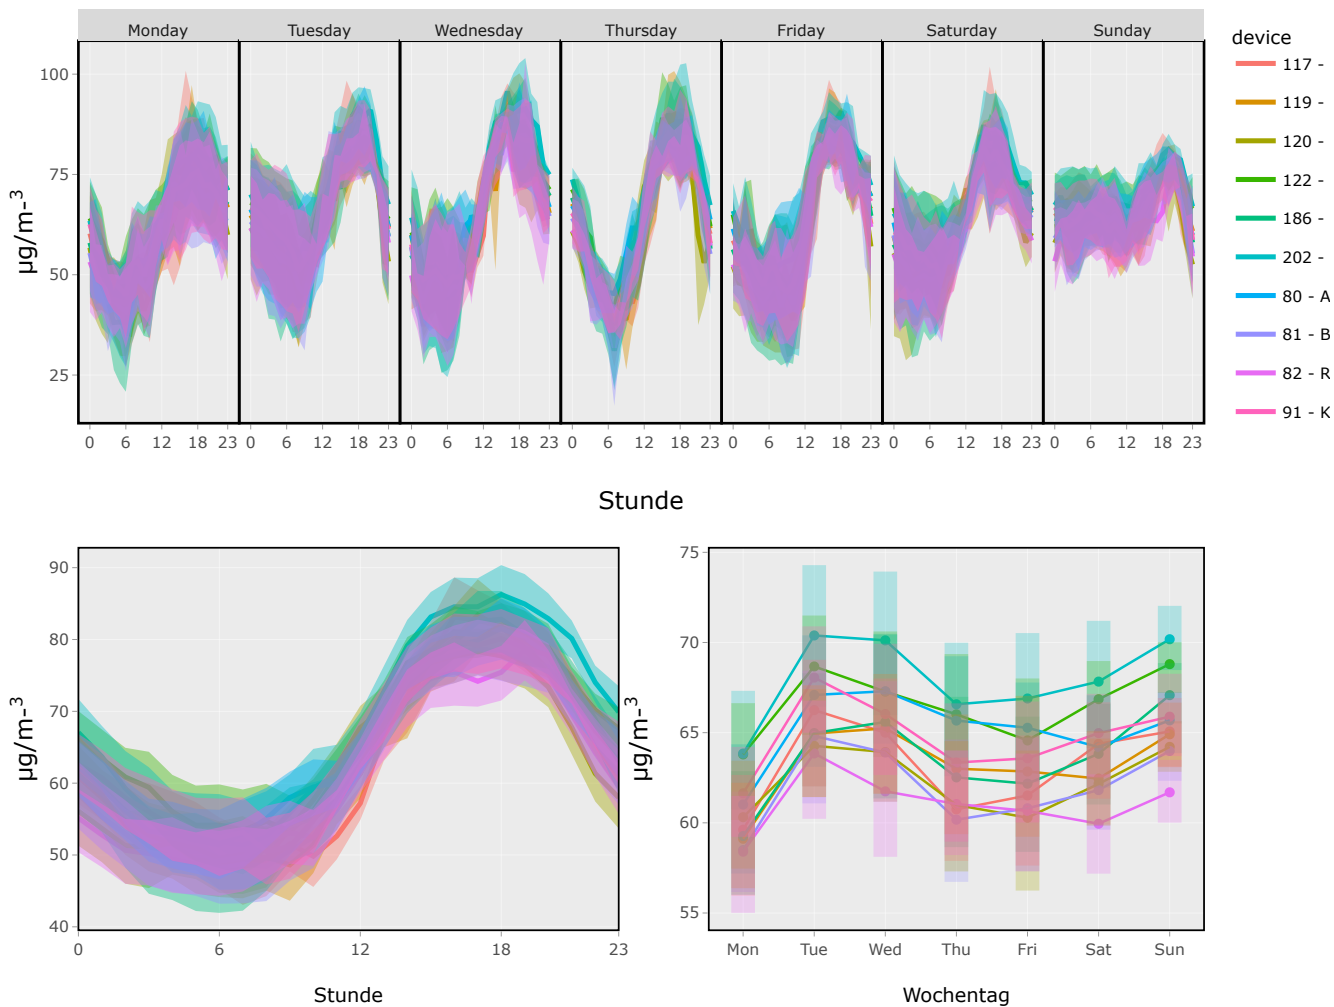 Monday Tuesday Wednesday Thursday Friday Saturday Sunday
device
117 -
119 -
120 -
122 -
186 -
202 -
80 - A
81 - B
82 - R
91 - K
µg/m-³
100
75
50
25
0 6 12 18 23 0 6 12 18 23 0 6 12 18 23 0 6 12 18 23 0 6 12 18 23 0 6 12 18 23 0 6 12 18 23
Stunde
µg/m-³
90
80
70
60
50
40
0 6 12 18 23
Stunde
µg/m-³
75
70
65
60
55
Mon Tue Wed Thu Fri Sat Sun
Wochentag